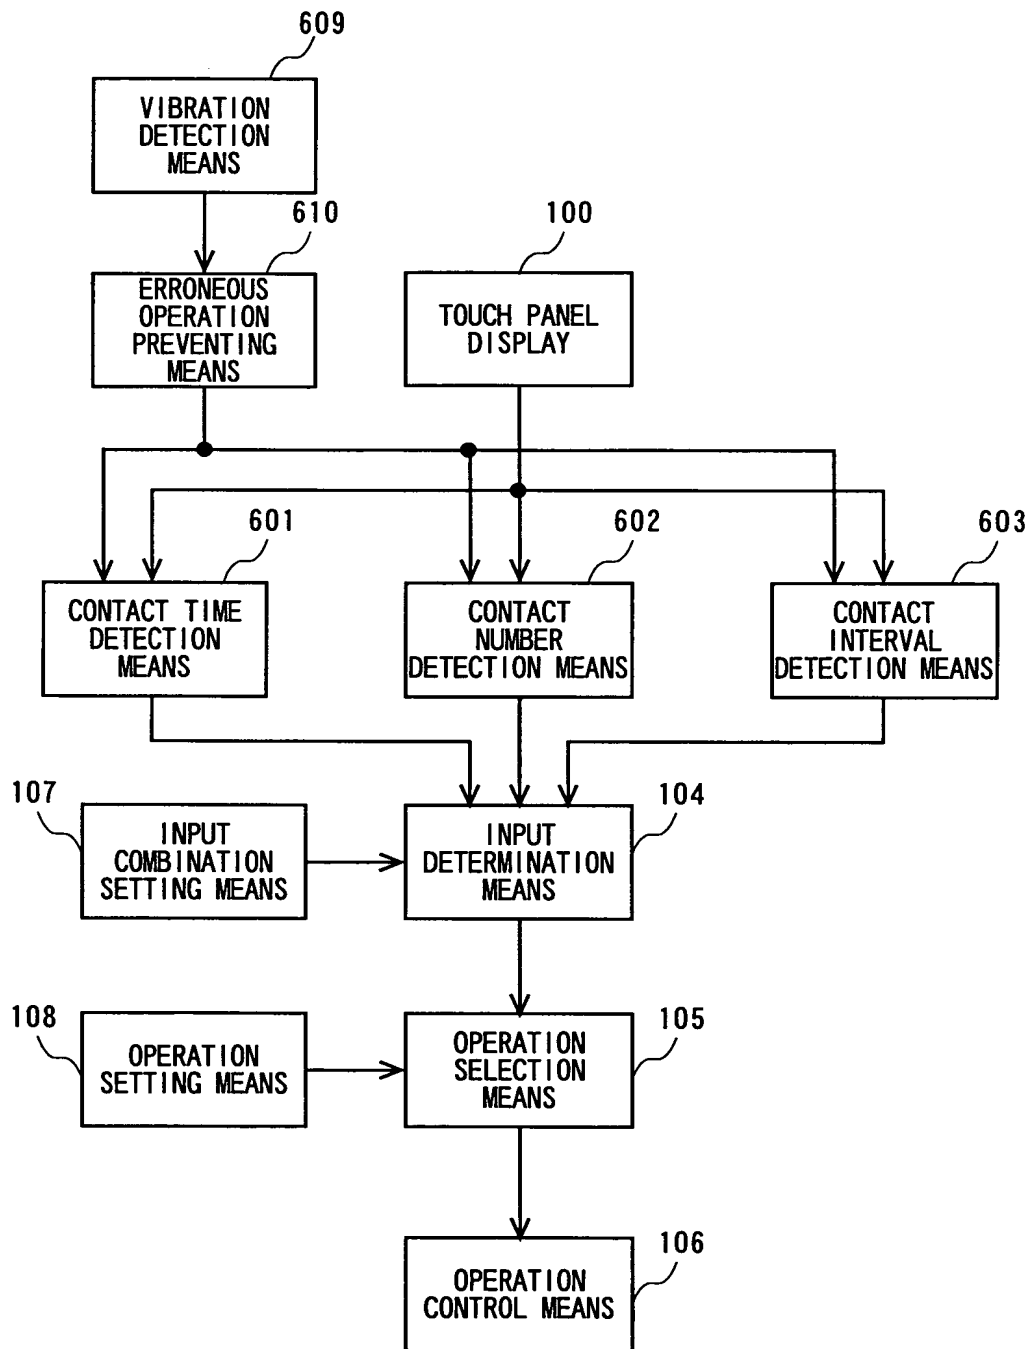 609
VIBRATION
DETECTION
MEANS
610
100
ERRONEOUS
OPERATION
PREVENTING
MEANS
TOUCH PANEL
DISPLAY
601
602
603
CONTACT TIME
DETECTION
MEANS
CONTACT
NUMBER
DETECTION MEANS
CONTACT
INTERVAL
DETECTION MEANS
107
104
INPUT
COMBINATION
SETTING MEANS
INPUT
DETERMINATION
MEANS
108
105
OPERATION
SETTING MEANS
OPERATION
SELECTION
MEANS
106
OPERATION
CONTROL MEANS